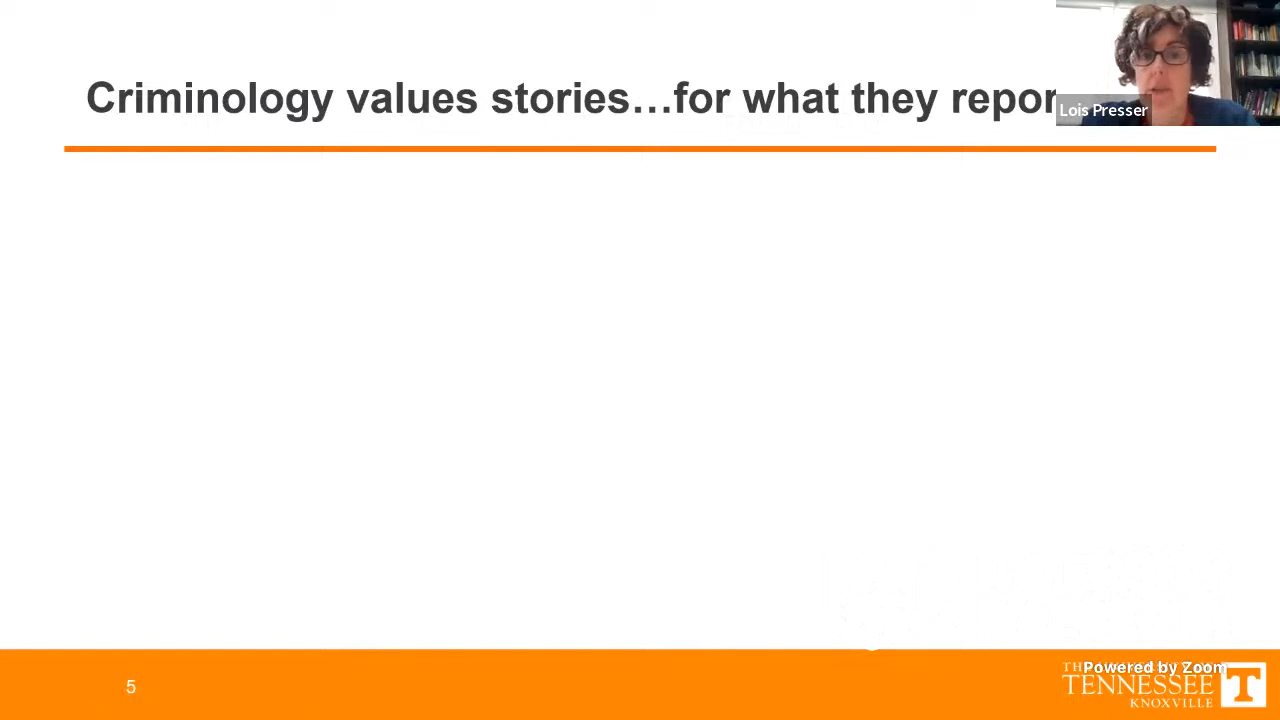 Criminology values stories…for what they repor
Lois Presser
5
Powered by Zoom
TENNESSEE
KNOXVILLE